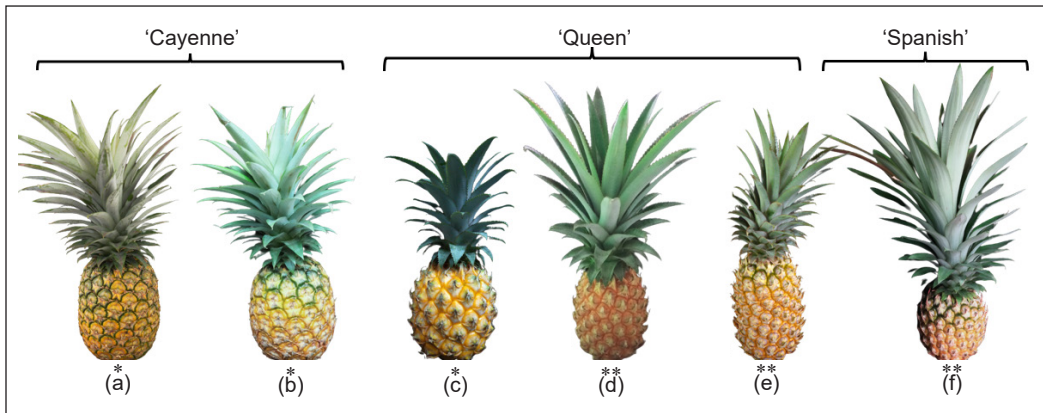 ‘Cayenne’ ‘Queen’ ‘Spanish’
* * * ** ** **
(a) (b) (c) (d) (e) (f)